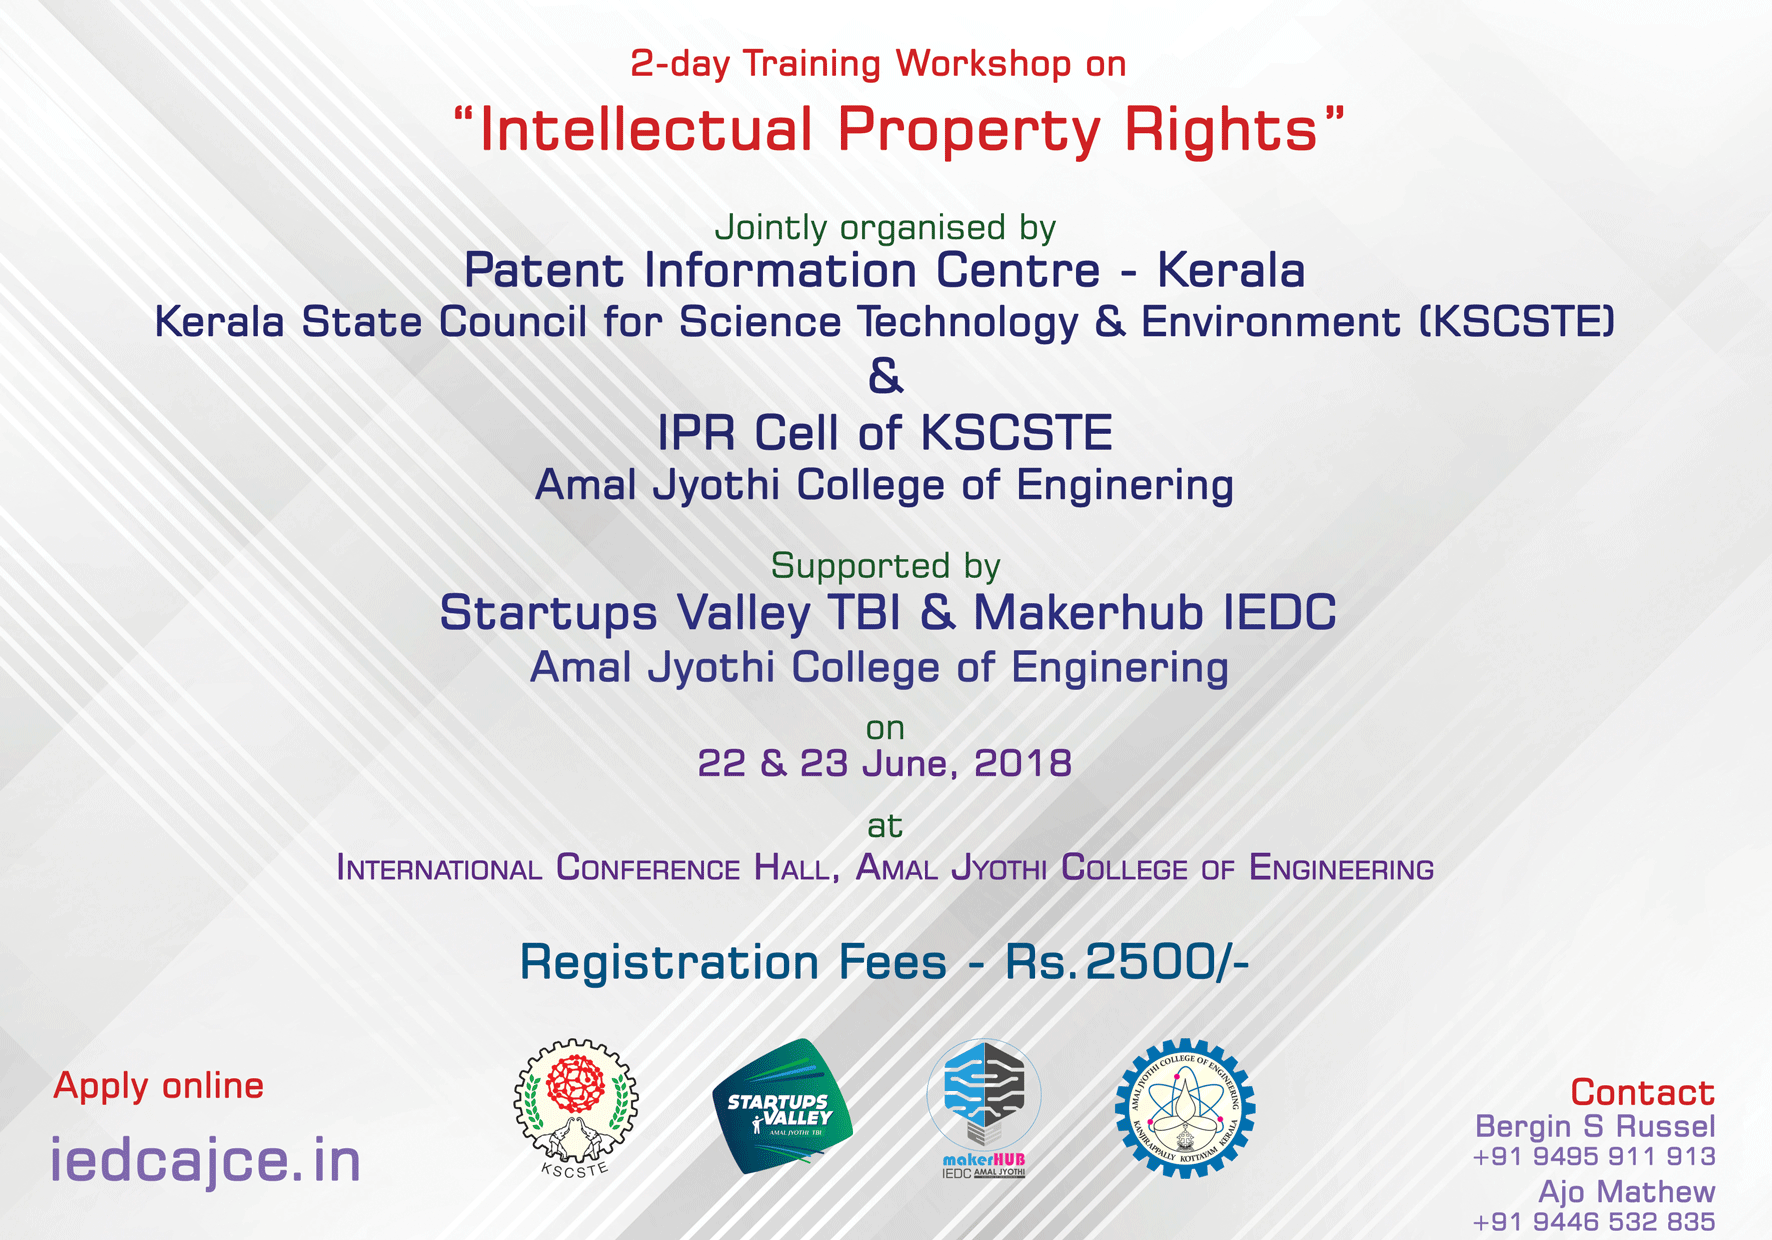 2-day Training Workshop on
“Intellectual Property Rights”
Jointly organised by
Patent Information Centre - Kerala
Kerala State Council for Science Technology & Environment (KSCSTE)
&
IPR Cell of KSCSTE
Amal Jyothi College of Enginering
Supported by
Startups Valley TBI & Makerhub IEDC
Amal Jyothi College of Enginering
on
22 & 23 June, 2018
at
INTERNATIONAL CONFERENCE HALL, AMAL JYOTHI COLLEGE OF ENGINEERING
Registration Fees - Rs.2500/-
Apply online
iedcajce.in
KSCSTE
STARTUPS
VALLEY
AMAL JYOTHI TBI
makerHUB
IEDC AMAL JYOTHI
AMAL JYOTHI COLLEGE OF ENGINEERING
KANJIRAPPALLY KOTTAYAM KERALA
Contact
Bergin S Russel
+91 9495 911 913
Ajo Mathew
+91 9446 532 835